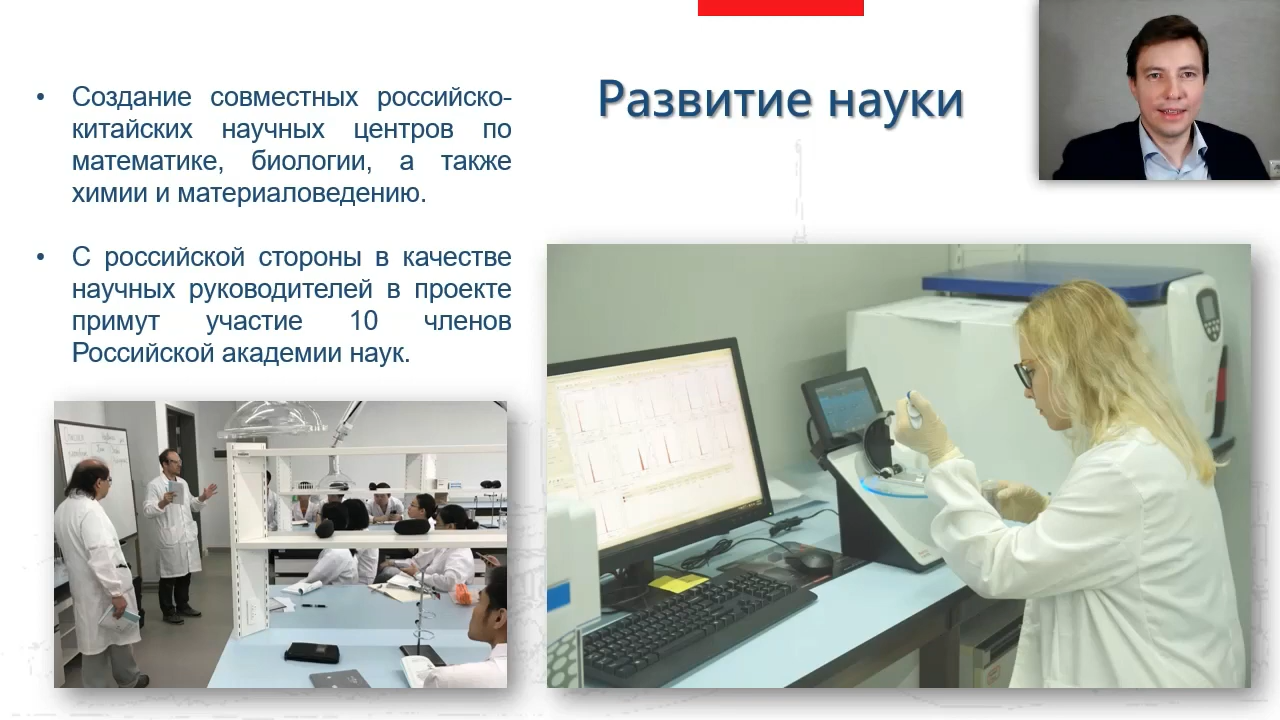 Развитие науки
• Создание совместных российско-
китайских научных центров по
математике, биологии, а также
химии и материаловедению.
• С российской стороны в качестве
научных руководителей в проекте
примут участие 10 членов
Российской академии наук.